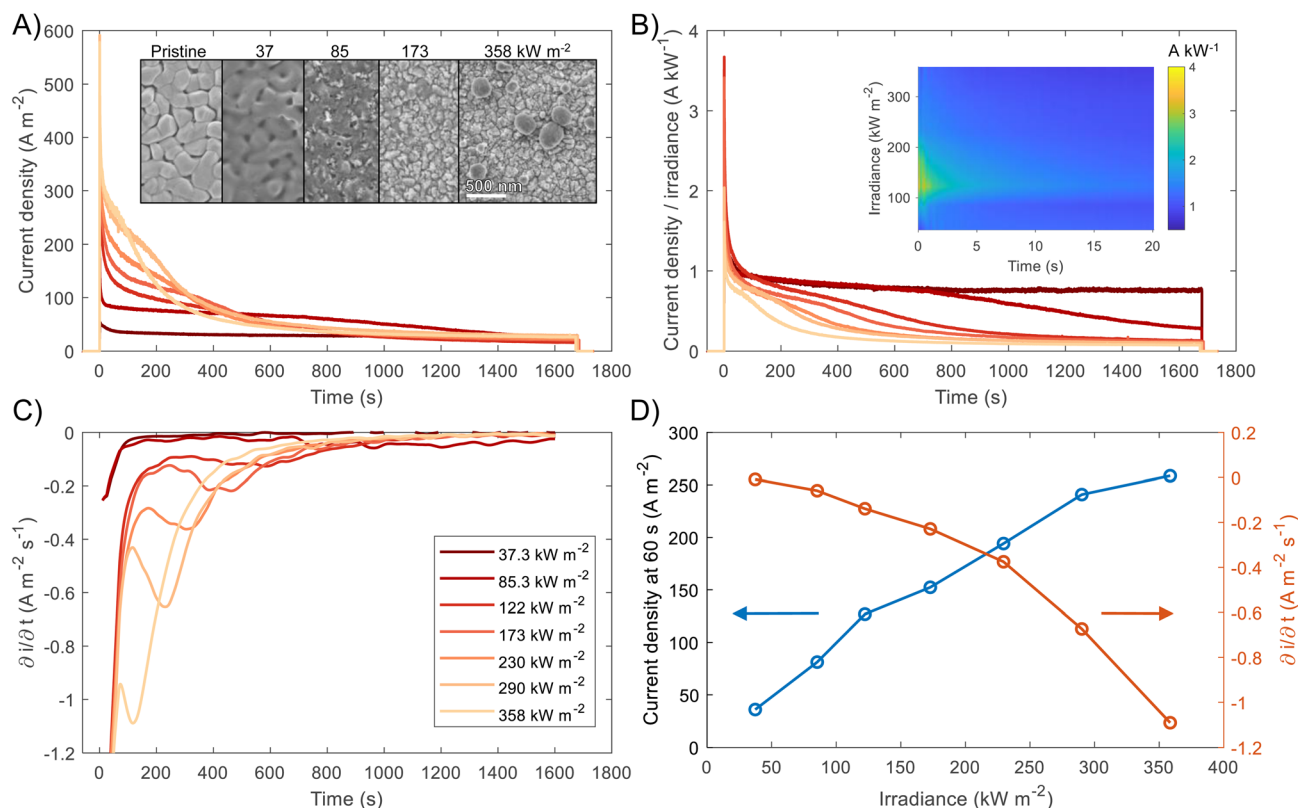 A)
Current density (A m⁻²)
600
500
400
300
200
100
0
Pristine 37 85 173 358 kW m⁻²
500 nm
0 200 400 600 800 1000 1200 1400 1600 1800
Time (s)
B)
Current density / irradiance (A kW⁻¹)
4
3
2
1
0
Irradiance (kW m⁻²)
300
200
100
0 5 10 15 20
Time (s)
A kW⁻¹
4
3
2
1
0 200 400 600 800 1000 1200 1400 1600 1800
Time (s)
C)
∂ i/∂ t (A m⁻² s⁻¹)
0
-0.2
-0.4
-0.6
-0.8
-1
-1.2
37.3 kW m⁻²
85.3 kW m⁻²
122 kW m⁻²
173 kW m⁻²
230 kW m⁻²
290 kW m⁻²
358 kW m⁻²
0 200 400 600 800 1000 1200 1400 1600 1800
Time (s)
D)
Current density at 60 s (A m⁻²)
300
250
200
150
100
50
0
0.2
0
-0.2
-0.4
-0.6
-0.8
-1
-1.2
∂ i/∂ t (A m⁻² s⁻¹)
0 50 100 150 200 250 300 350 400
Irradiance (kW m⁻²)